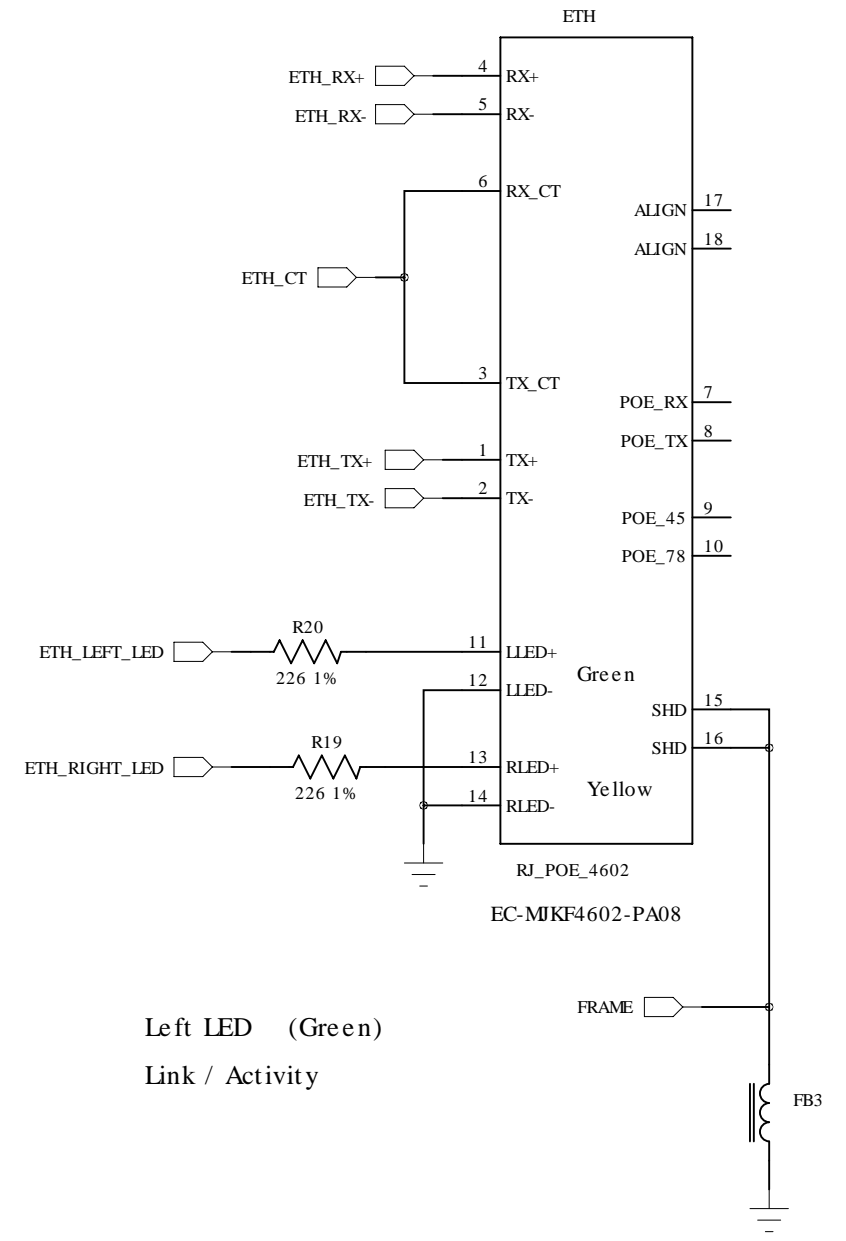 ETH
ETH_RX+ 4 RX+
ETH_RX- 5 RX-
6 RX_CT
ALIGN 17
ALIGN 18
ETH_CT
3 TX_CT
POE_RX 7
POE_TX 8
ETH_TX+ 1 TX+
ETH_TX- 2 TX-
POE_45 9
POE_78 10
R20
ETH_LEFT_LED 11 LLED+
226 1%
Green
12 LLED-
SHD 15
R19
SHD 16
ETH_RIGHT_LED 13 RLED+
226 1%
Yellow
14 RLED-
RJ_POE_4602
EC-MJKF4602-PA08
FRAME
Left LED (Green)
Link / Activity
FB3